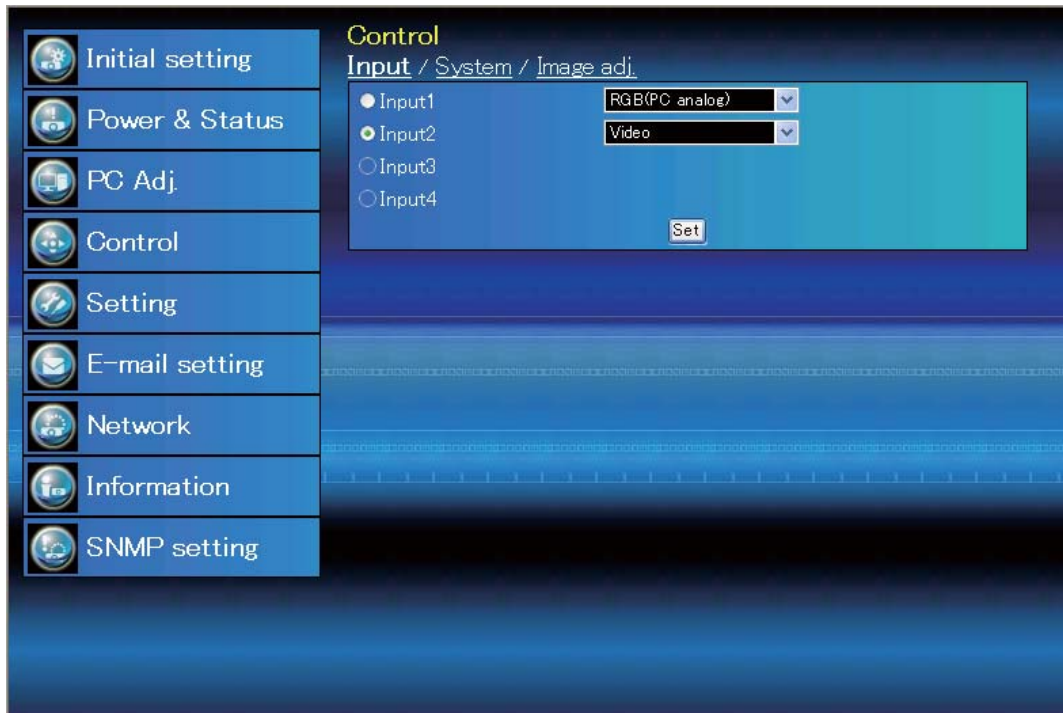 Initial setting
Power & Status
PC Adj.
Control
Setting
E-mail setting
Network
Information
SNMP setting
Control
Input / System / Image adj.
Input1 RGB(PC analog)
Input2 Video
Input3
Input4
Set